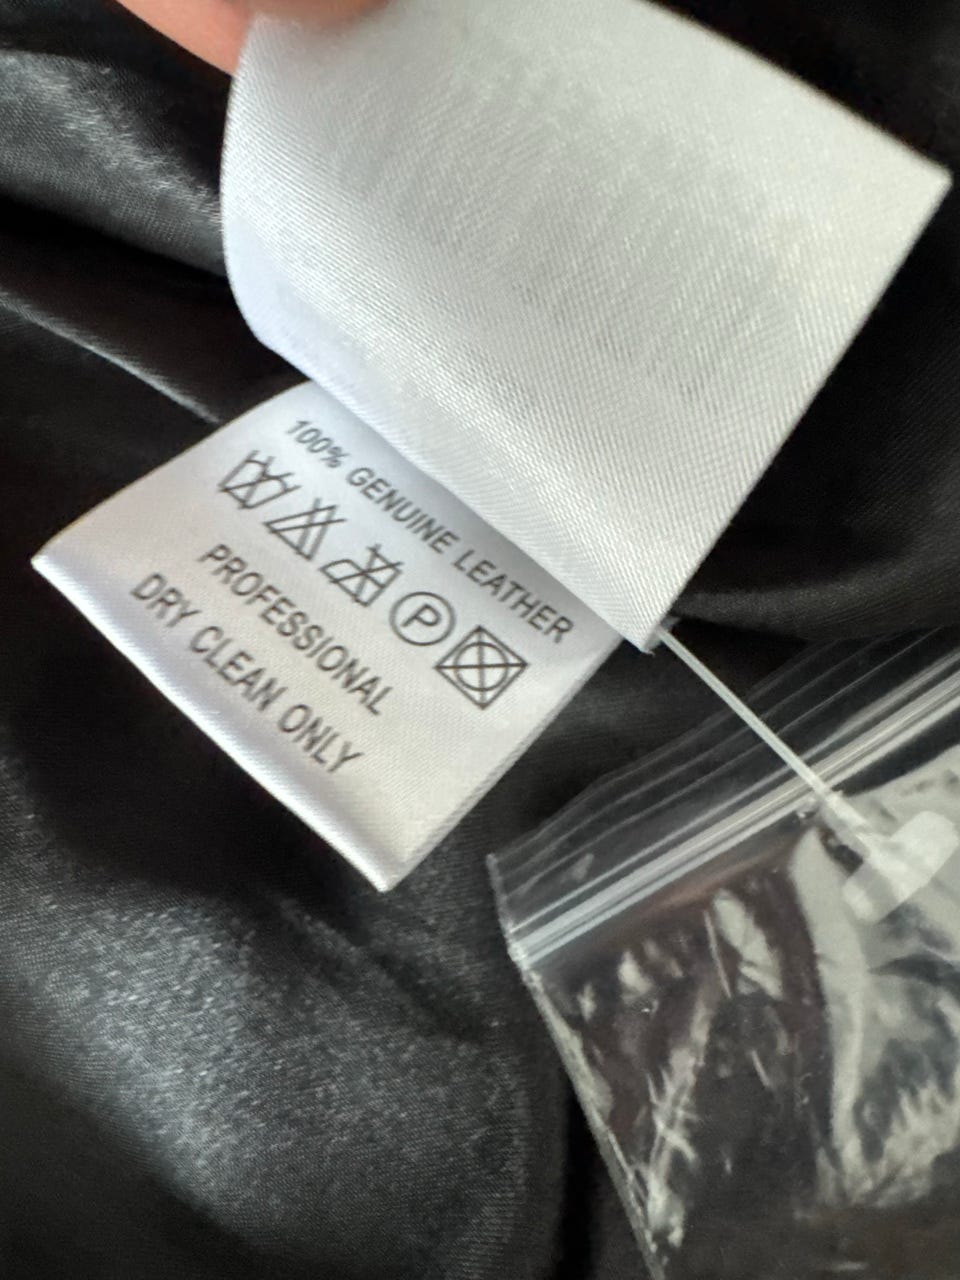 100% GENUINE LEATHER
P
PROFESSIONAL
DRY CLEAN ONLY